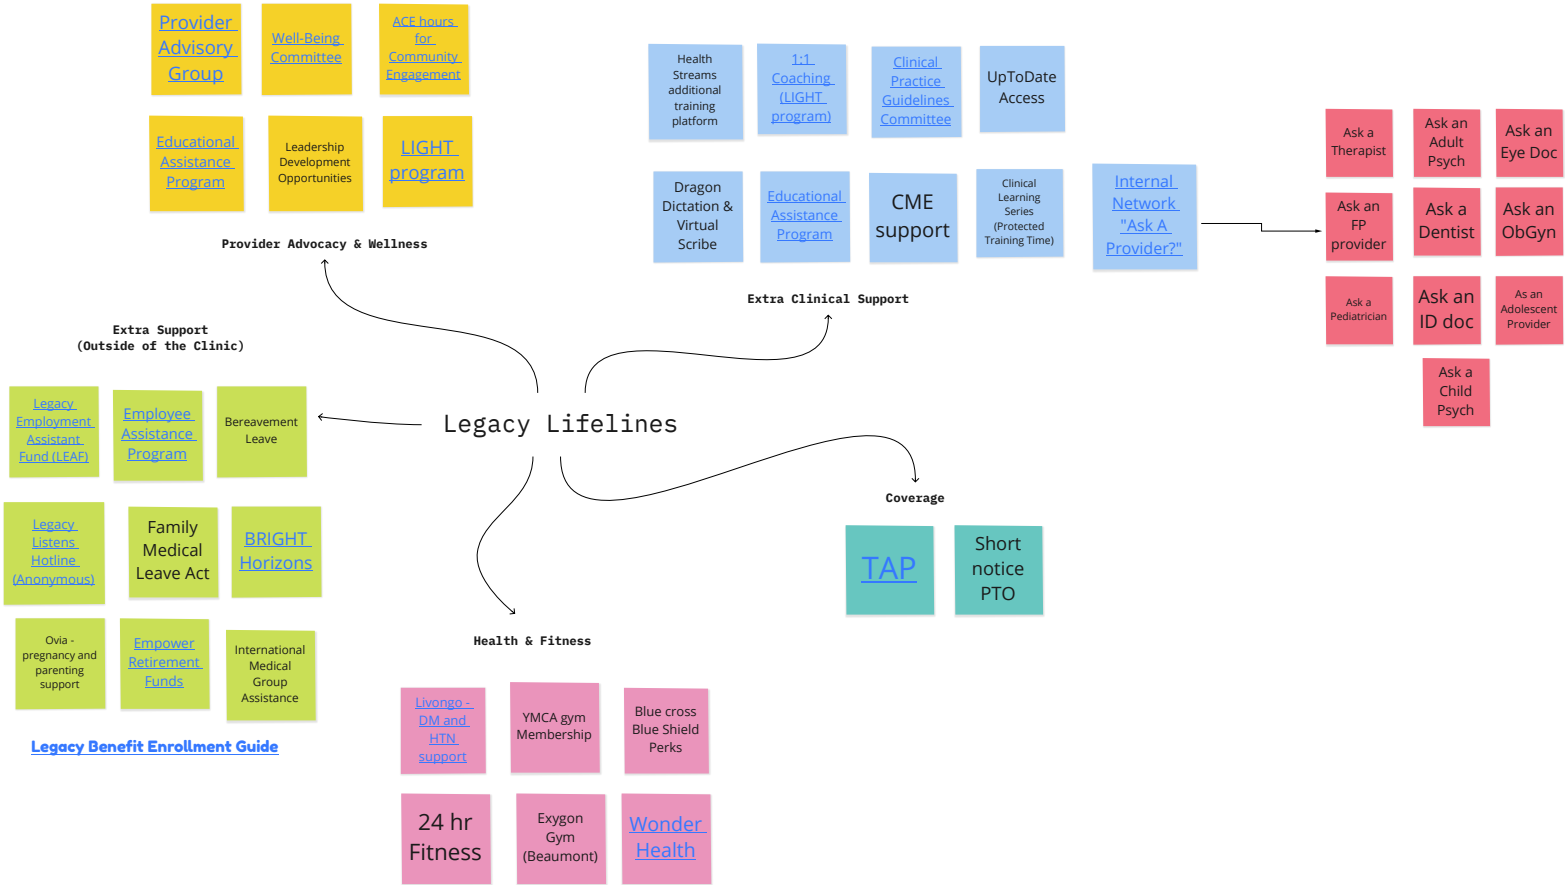 Provider
Advisory
Group
Well-Being
Committee
ACE hours
for
Community
Engagement
Educational
Assistance
Program
Leadership
Development
Opportunities
LIGHT
program
Provider Advocacy & Wellness
Health
Streams
additional
training
platform
1:1
Coaching
(LIGHT
program)
Clinical
Practice
Guidelines
Committee
UpToDate
Access
Dragon
Dictation &
Virtual
Scribe
Educational
Assistance
Program
CME
support
Clinical
Learning
Series
(Protected
Training Time)
Internal
Network
"Ask A
Provider?"
Extra Clinical Support
Ask a
Therapist
Ask an
Adult
Psych
Ask an
Eye Doc
Ask an
FP
provider
Ask a
Dentist
Ask an
ObGyn
Ask a
Pediatrician
Ask an
ID doc
As an
Adolescent
Provider
Ask a
Child
Psych
Extra Support
(Outside of the Clinic)
Legacy
Employment
Assistant
Fund (LEAF)
Employee
Assistance
Program
Bereavement
Leave
Legacy
Listens
Hotline
(Anonymous)
Family
Medical
Leave Act
BRIGHT
Horizons
Ovia -
pregnancy and
parenting
support
Empower
Retirement
Funds
International
Medical
Group
Assistance
Legacy Benefit Enrollment Guide
Legacy Lifelines
Coverage
TAP
Short
notice
PTO
Health & Fitness
Livongo -
DM and
HTN
support
YMCA gym
Membership
Blue cross
Blue Shield
Perks
24 hr
Fitness
Exygon
Gym
(Beaumont)
Wonder
Health